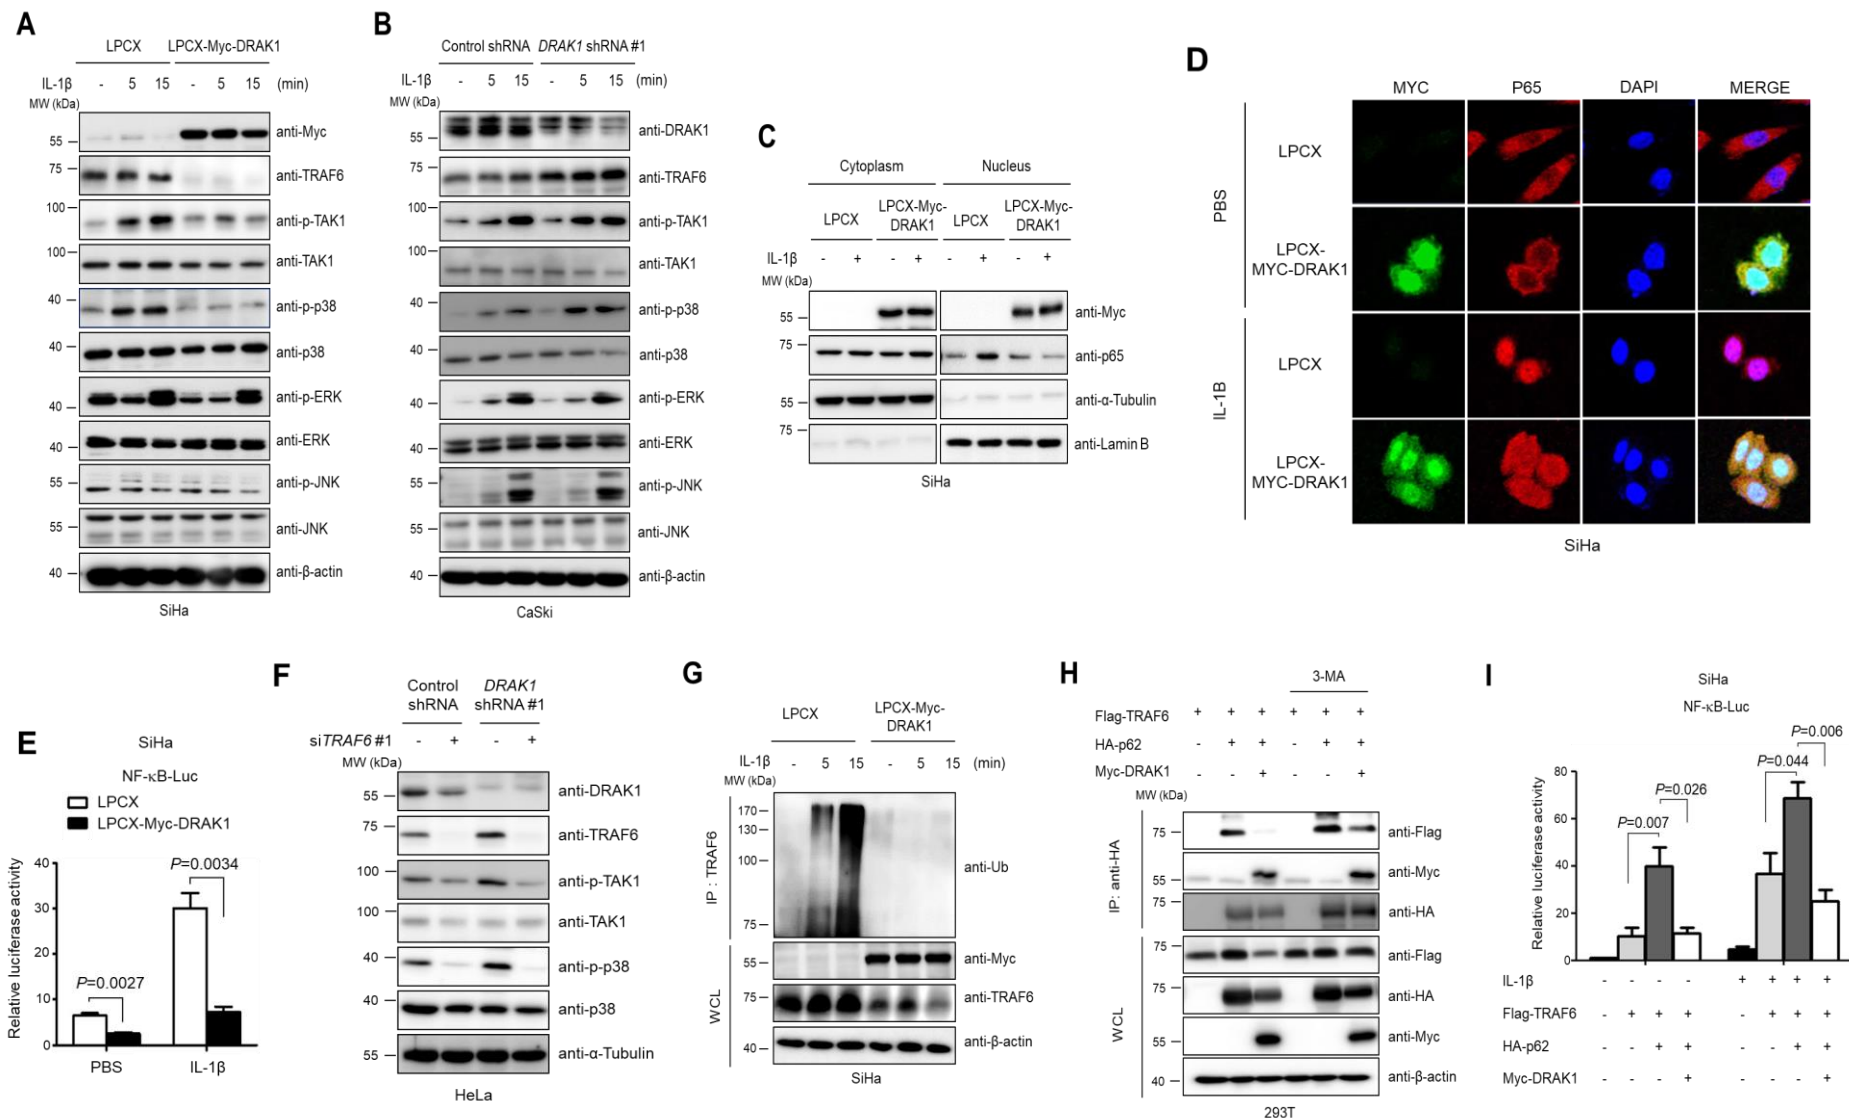 A
LPCX LPCX-Myc-DRAK1
IL-1β - 5 15 - 5 15 (min)
MW (kDa)
55 anti-Myc
75 anti-TRAF6
100 anti-p-TAK1
100 anti-TAK1
40 anti-p-p38
40 anti-p38
40 anti-p-ERK
40 anti-ERK
55 anti-p-JNK
55 anti-JNK
40 anti-β-actin
SiHa
B
Control shRNA DRAK1 shRNA #1
IL-1β - 5 15 - 5 15 (min)
MW (kDa)
55 anti-DRAK1
75 anti-TRAF6
100 anti-p-TAK1
100 anti-TAK1
40 anti-p-p38
40 anti-p38
40 anti-p-ERK
40 anti-ERK
55 anti-p-JNK
55 anti-JNK
40 anti-β-actin
CaSki
C
Cytoplasm Nucleus
LPCX LPCX-Myc-DRAK1 LPCX LPCX-Myc-DRAK1
IL-1β - + - + - + - +
MW (kDa)
55 anti-Myc
75 anti-p65
55 anti-α-Tubulin
75 anti-Lamin B
SiHa
D
MYC P65 DAPI MERGE
PBS
LPCX
LPCX-
MYC-DRAK1
IL-1B
LPCX
LPCX-
MYC-DRAK1
SiHa
E
SiHa
NF-κB-Luc
LPCX
LPCX-Myc-DRAK1
Relative luciferase activity
40
30
20
10
0
P=0.0034
P=0.0027
PBS IL-1β
F
Control shRNA DRAK1 shRNA #1
siTRAF6 #1 - + - +
MW (kDa)
55 anti-DRAK1
75 anti-TRAF6
100 anti-p-TAK1
100 anti-TAK1
40 anti-p-p38
40 anti-p38
55 anti-α-Tubulin
HeLa
G
LPCX LPCX-Myc-DRAK1
IL-1β - 5 15 - 5 15 (min)
MW (kDa)
IP : TRAF6
170
130
100
75
anti-Ub
WCL
55 anti-Myc
75 anti-TRAF6
40 anti-β-actin
SiHa
H
3-MA
Flag-TRAF6 + + + + + +
HA-p62 - + + - + +
Myc-DRAK1 - - + - - +
MW (kDa)
IP: anti-HA
75 anti-Flag
55 anti-Myc
75 anti-HA
WCL
75 anti-Flag
75 anti-HA
55 anti-Myc
40 anti-β-actin
293T
I
SiHa
NF-κB-Luc
P=0.006
P=0.044
P=0.026
P=0.007
Relative luciferase activity
80
60
40
20
0
IL-1β - - - - + + + +
Flag-TRAF6 - + + + - + + +
HA-p62 - - + + - - + +
Myc-DRAK1 - - - + - - - +